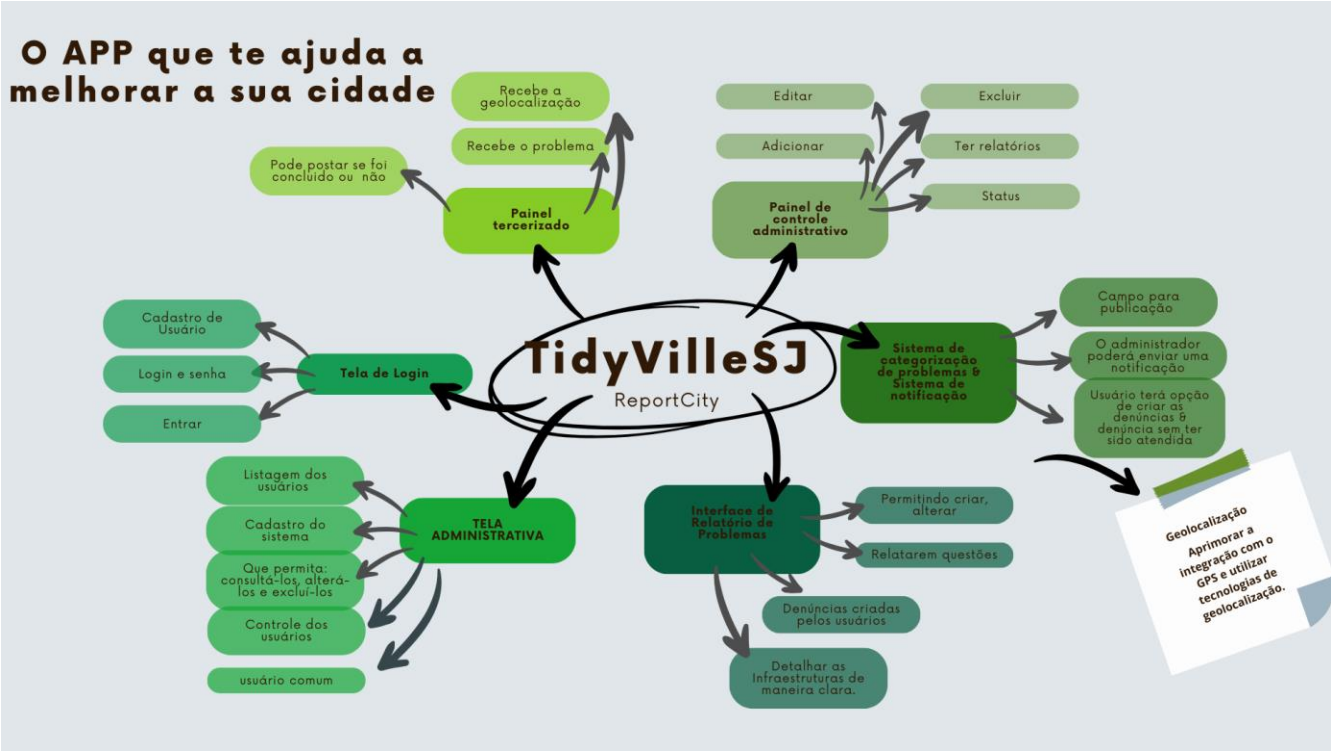 O APP que te ajuda a
melhorar a sua cidade
Recebe a
geolocalização
Recebe o problema
Pode postar se foi
concluido ou não
Painel
tercerizado
Editar
Excluir
Adicionar
Ter relatórios
Status
Painel de
controle
administrativo
Cadastro de
Usuário
Login e senha
Entrar
Tela de Login
TidyVilleSJ
ReportCity
Sistema de
categorização
de problemas &
Sistema de
notificação
Campo para
publicação
O administrador
poderá enviar uma
notificação
Usuário terá opção
de criar as
denúncias &
denúncia sem ter
sido atendida
Listagem dos
usuários
Cadastro do
sistema
Que permita:
consultá-los, alterá-
los e excluí-los
Controle dos
usuários
usuário comum
TELA
ADMINISTRATIVA
Interface de
Relatório de
Problemas
Permitindo criar,
alterar
Relatarem questões
Denúncias criadas
pelos usuários
Detalhar as
Infraestruturas de
maneira clara.
Geolocalização
Aprimorar a
integração com o
GPS e utilizar
tecnologias de
geolocalização.